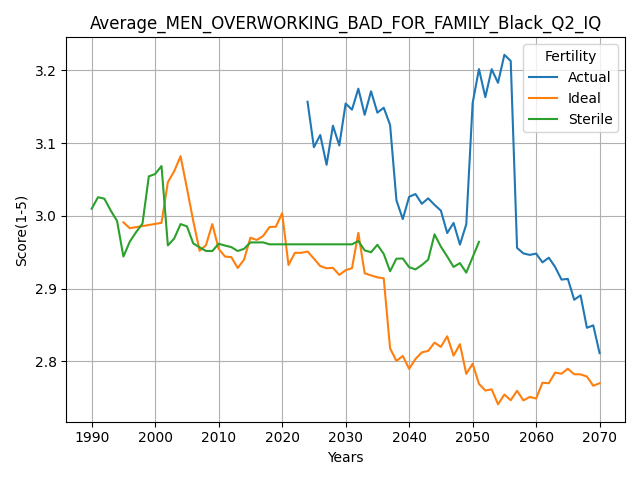 Average_MEN_OVERWORKING_BAD_FOR_FAMILY_Black_Q2_IQ
Fertility
Actual
Ideal
Sterile
Score(1-5)
3.2
3.1
3.0
2.9
2.8
1990 2000 2010 2020 2030 2040 2050 2060 2070
Years